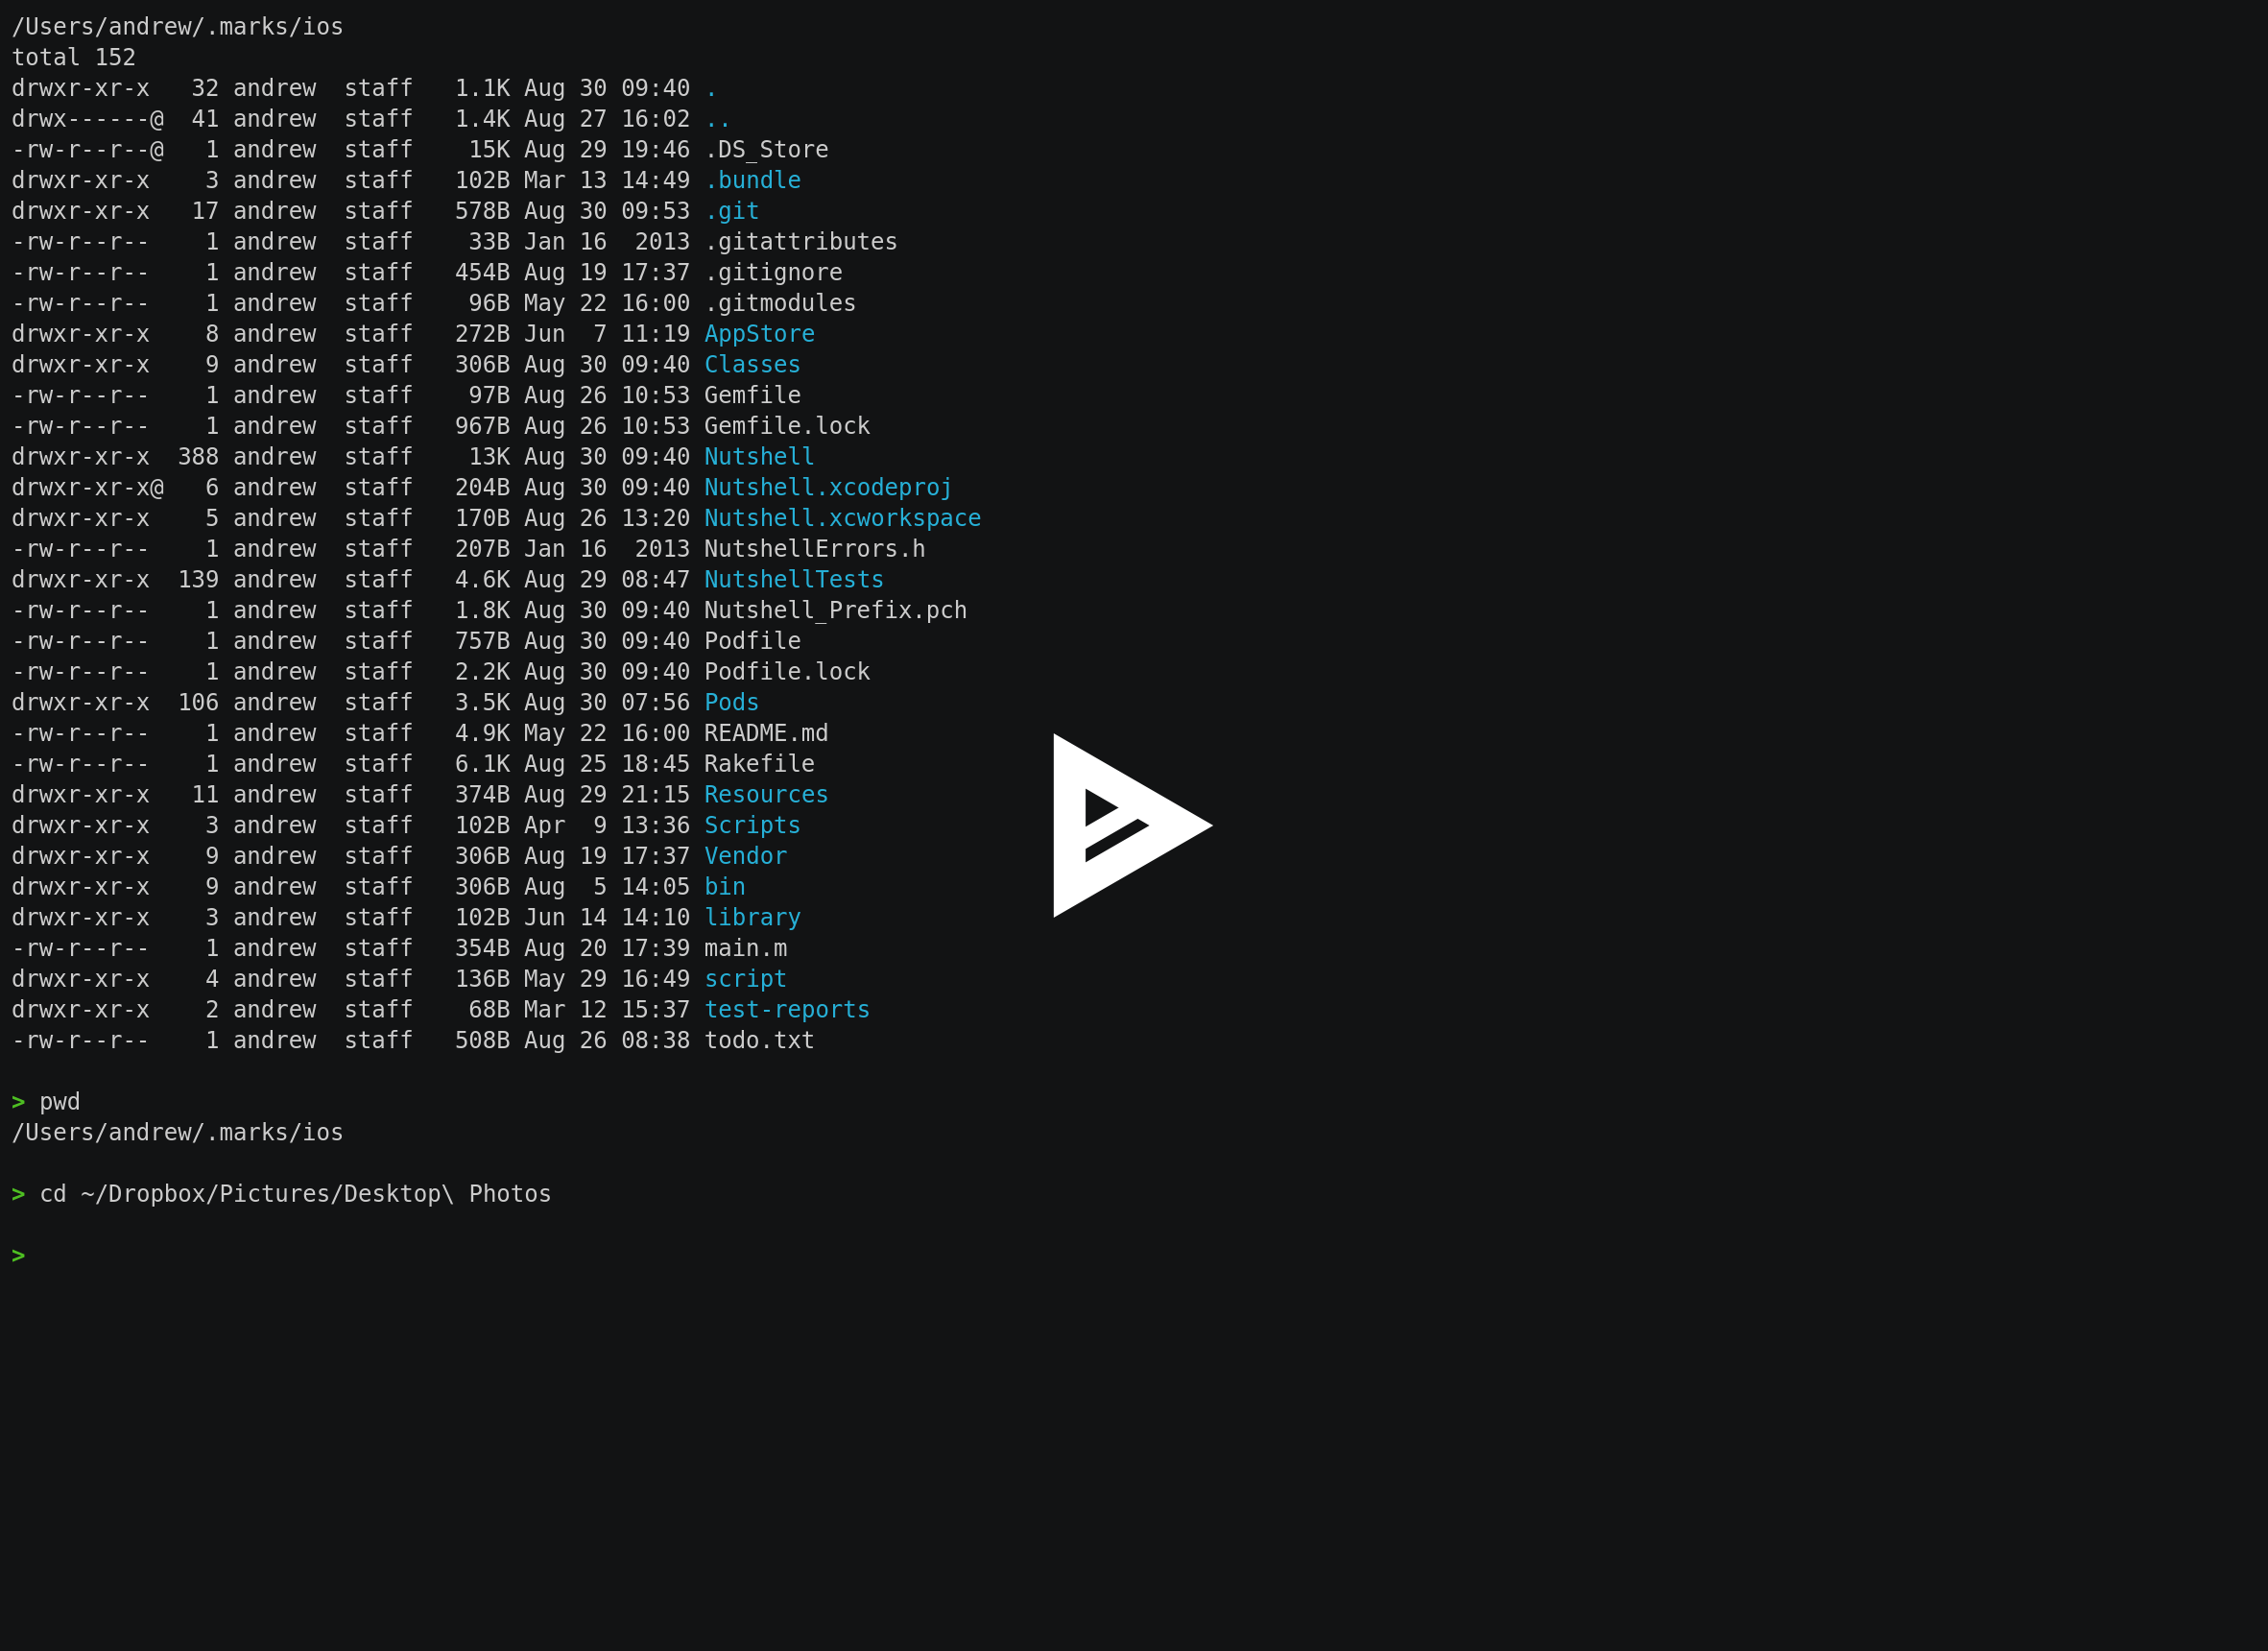 /Users/andrew/.marks/ios
total 152
drwxr-xr-x   32 andrew  staff   1.1K Aug 30 09:40 .
drwx------@  41 andrew  staff   1.4K Aug 27 16:02 ..
-rw-r--r--@   1 andrew  staff    15K Aug 29 19:46 .DS_Store
drwxr-xr-x    3 andrew  staff   102B Mar 13 14:49 .bundle
drwxr-xr-x   17 andrew  staff   578B Aug 30 09:53 .git
-rw-r--r--    1 andrew  staff    33B Jan 16  2013 .gitattributes
-rw-r--r--    1 andrew  staff   454B Aug 19 17:37 .gitignore
-rw-r--r--    1 andrew  staff    96B May 22 16:00 .gitmodules
drwxr-xr-x    8 andrew  staff   272B Jun  7 11:19 AppStore
drwxr-xr-x    9 andrew  staff   306B Aug 30 09:40 Classes
-rw-r--r--    1 andrew  staff    97B Aug 26 10:53 Gemfile
-rw-r--r--    1 andrew  staff   967B Aug 26 10:53 Gemfile.lock
drwxr-xr-x  388 andrew  staff    13K Aug 30 09:40 Nutshell
drwxr-xr-x@   6 andrew  staff   204B Aug 30 09:40 Nutshell.xcodeproj
drwxr-xr-x    5 andrew  staff   170B Aug 26 13:20 Nutshell.xcworkspace
-rw-r--r--    1 andrew  staff   207B Jan 16  2013 NutshellErrors.h
drwxr-xr-x  139 andrew  staff   4.6K Aug 29 08:47 NutshellTests
-rw-r--r--    1 andrew  staff   1.8K Aug 30 09:40 Nutshell_Prefix.pch
-rw-r--r--    1 andrew  staff   757B Aug 30 09:40 Podfile
-rw-r--r--    1 andrew  staff   2.2K Aug 30 09:40 Podfile.lock
drwxr-xr-x  106 andrew  staff   3.5K Aug 30 07:56 Pods
-rw-r--r--    1 andrew  staff   4.9K May 22 16:00 README.md
-rw-r--r--    1 andrew  staff   6.1K Aug 25 18:45 Rakefile
drwxr-xr-x   11 andrew  staff   374B Aug 29 21:15 Resources
drwxr-xr-x    3 andrew  staff   102B Apr  9 13:36 Scripts
drwxr-xr-x    9 andrew  staff   306B Aug 19 17:37 Vendor
drwxr-xr-x    9 andrew  staff   306B Aug  5 14:05 bin
drwxr-xr-x    3 andrew  staff   102B Jun 14 14:10 library
-rw-r--r--    1 andrew  staff   354B Aug 20 17:39 main.m
drwxr-xr-x    4 andrew  staff   136B May 29 16:49 script
drwxr-xr-x    2 andrew  staff    68B Mar 12 15:37 test-reports
-rw-r--r--    1 andrew  staff   508B Aug 26 08:38 todo.txt
> pwd
/Users/andrew/.marks/ios
> cd ~/Dropbox/Pictures/Desktop\ Photos
>